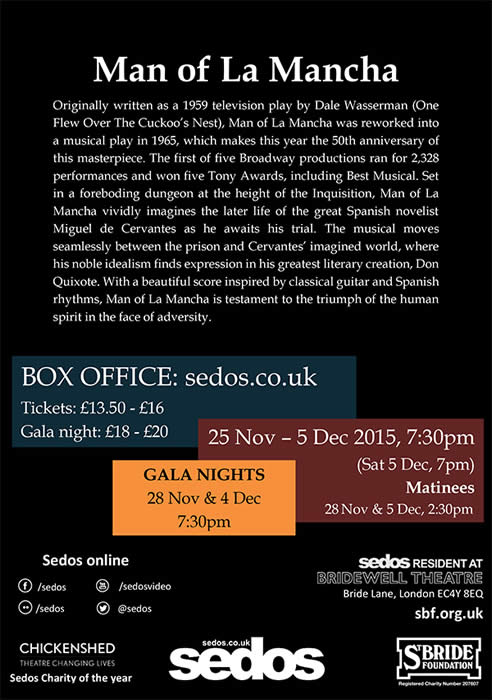 Man of La Mancha
Originally written as a 1959 television play by Dale Wasserman (One
Flew Over The Cuckoo's Nest), Man of La Mancha was reworked into
a musical play in 1965, which makes this year the 50th anniversary of
this masterpiece. The first of five Broadway productions ran for 2,328
performances and won five Tony Awards, including Best Musical. Set
in a foreboding dungeon at the height of the Inquisition, Man of La
Mancha vividly imagines the later life of the great Spanish novelist
Miguel de Cervantes as he awaits his trial. The musical moves
seamlessly between the prison and Cervantes' imagined world, where
his noble idealism finds expression in his greatest literary creation, Don
Quixote. With a beautiful score inspired by classical guitar and Spanish
rhythms, Man of La Mancha is testament to the triumph of the human
spirit in the face of adversity.
BOX OFFICE: sedos.co.uk
Tickets: £13.50 - £16
Gala night: £18 - £20
25 Nov – 5 Dec 2015, 7:30pm
(Sat 5 Dec, 7pm)
Matinees
28 Nov & 5 Dec, 2:30pm
GALA NIGHTS
28 Nov & 4 Dec
7:30pm
Sedos online
/sedos
/sedosvideo
/sedos
@sedos
sedos RESIDENT AT
BRIDEWELL THEATRE
Bride Lane, London EC4Y 8EQ
sbf.org.uk
CHICKENSHED
THEATRE CHANGING LIVES
Sedos Charity of the year
sedos.co.uk
sedos
ST BRIDE
FOUNDATION
Registered Charity Number 207607